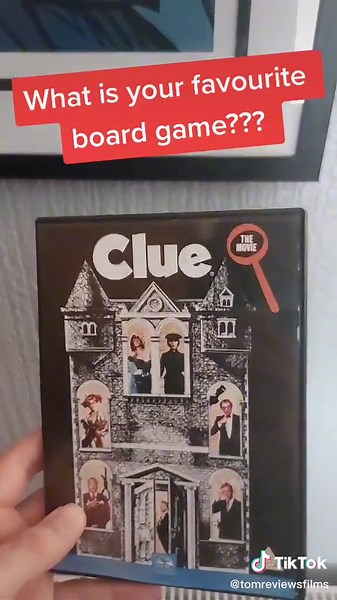 What is your favourite
board game???
Clue
THE
MOVIE
TikTok
@tomreviewsfilms